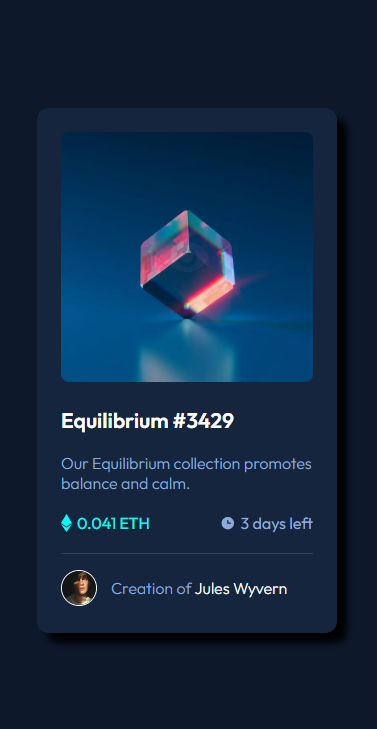 Equilibrium #3429
Our Equilibrium collection promotes
balance and calm.
0.041 ETH
3 days left
Creation of Jules Wyvern